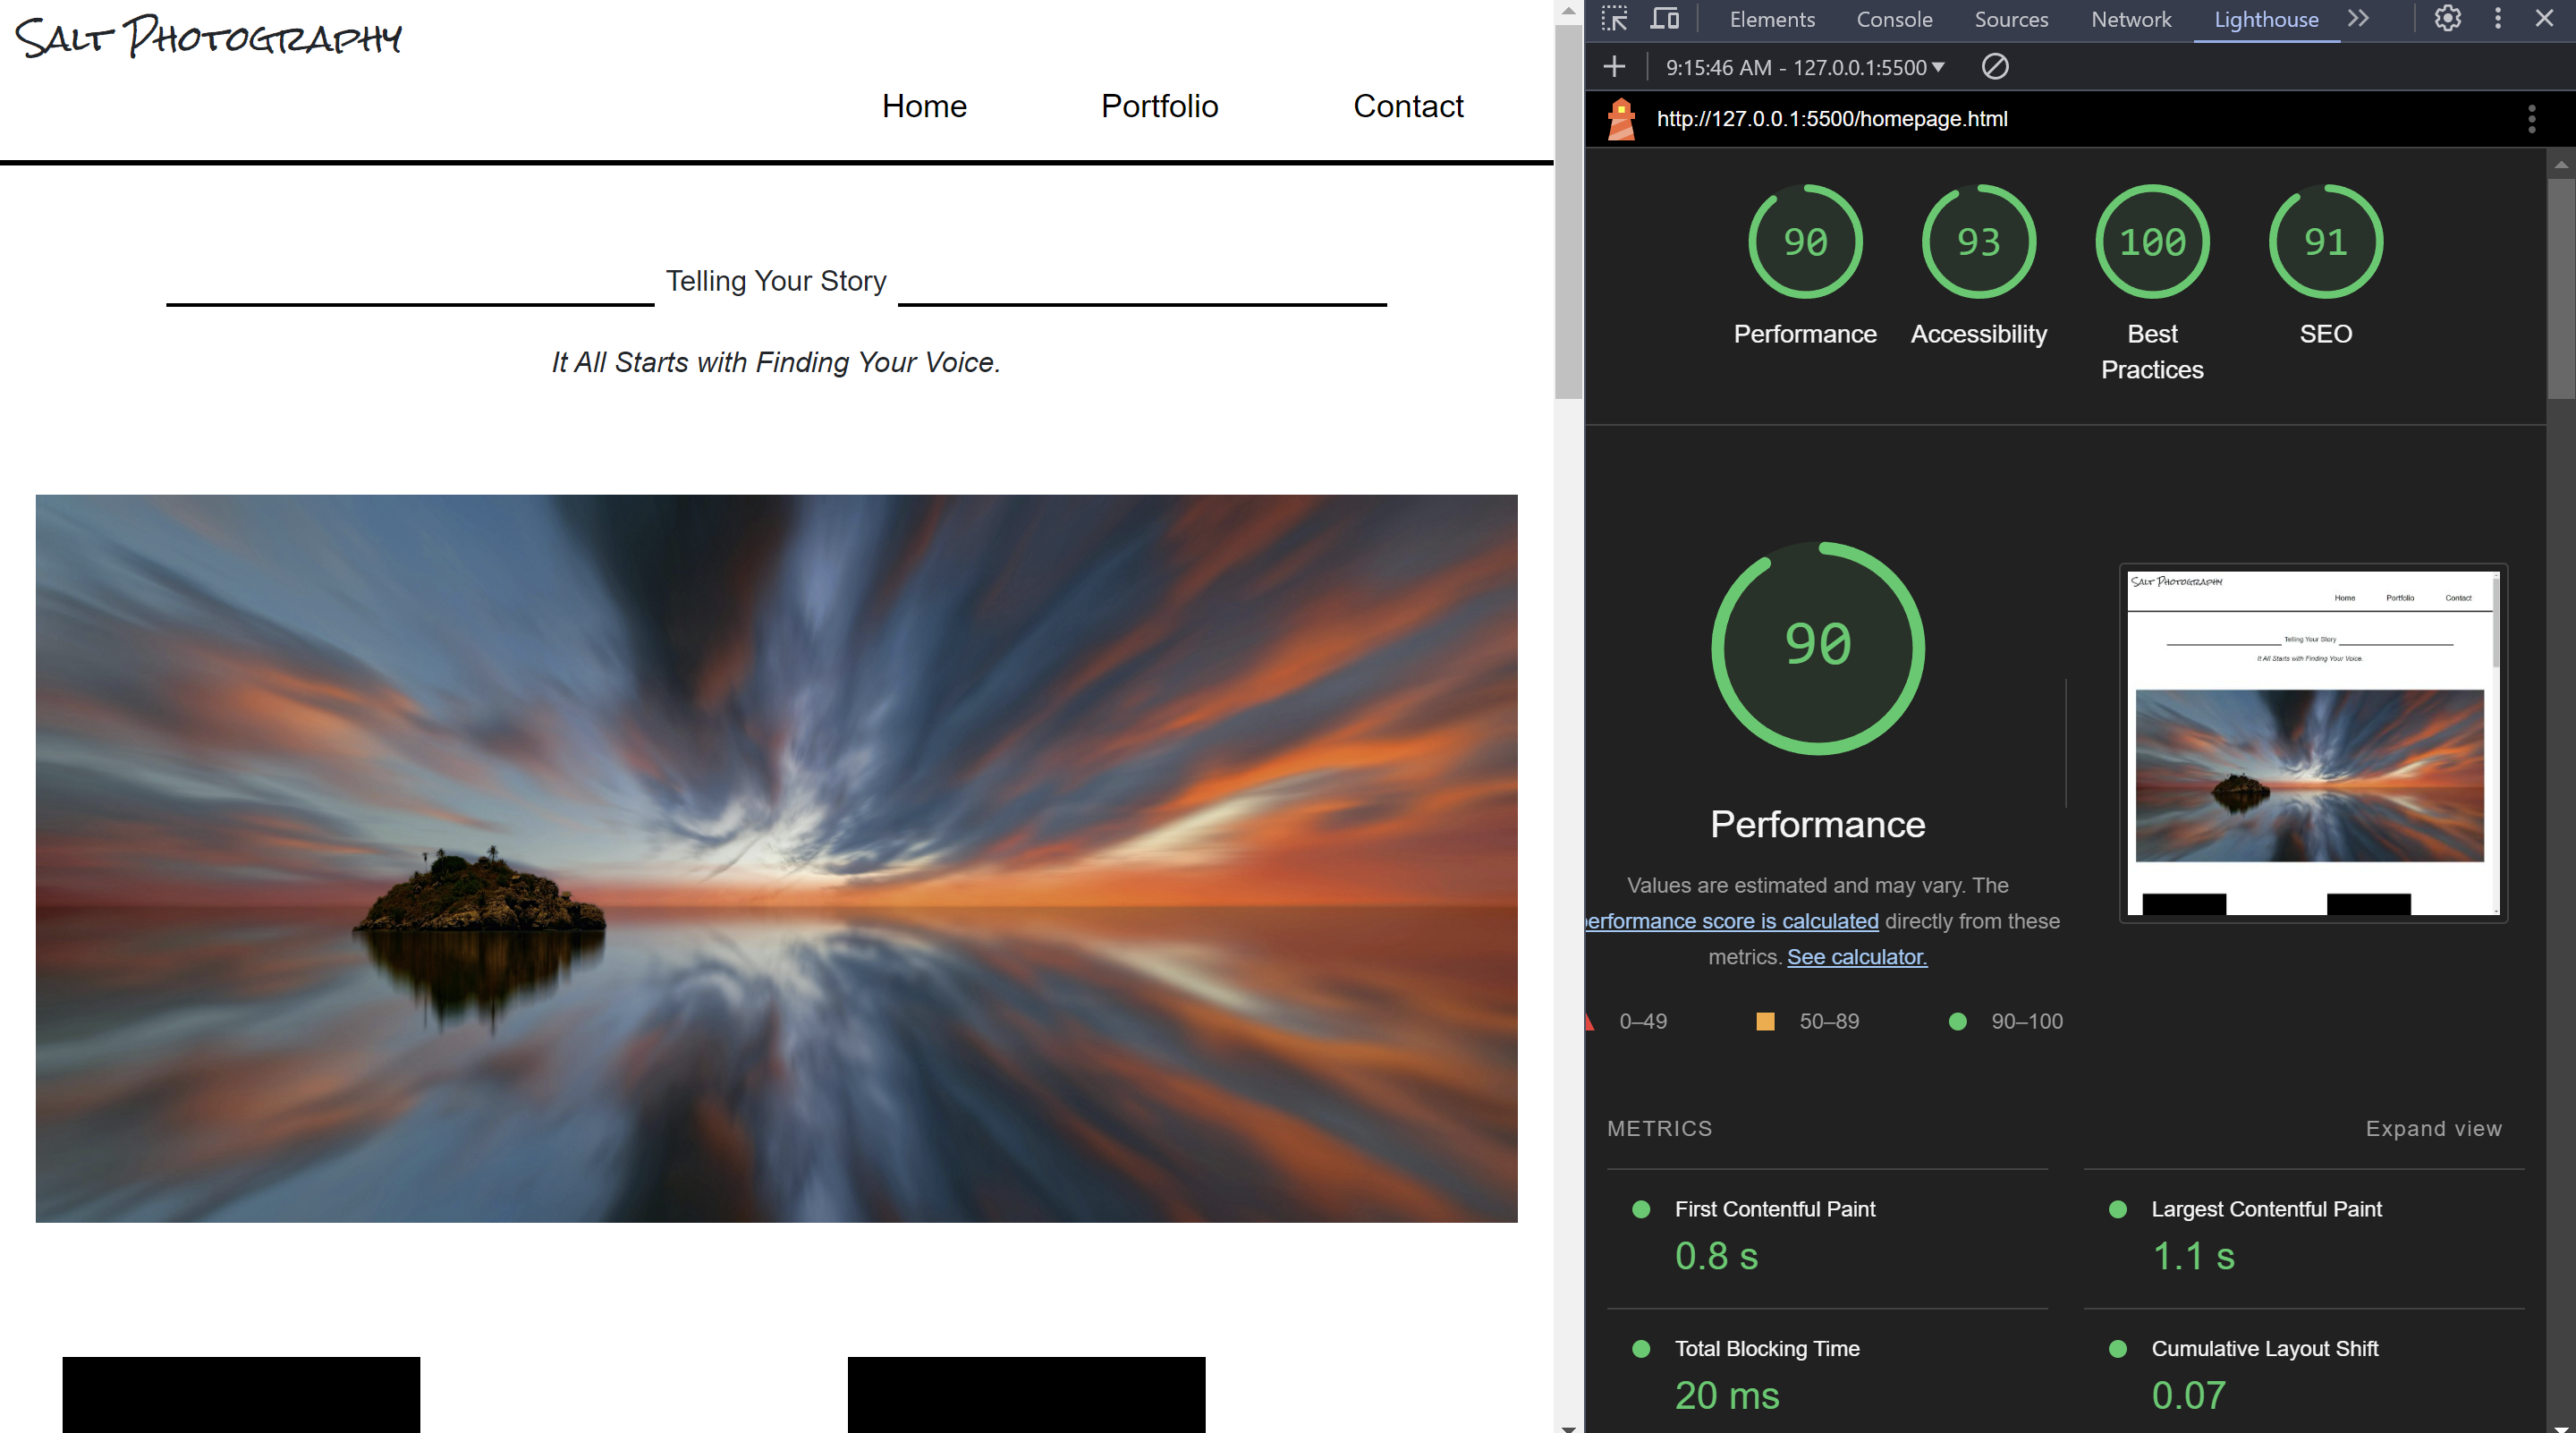 Salt Photography
Home Portfolio Contact
Telling Your Story
It All Starts with Finding Your Voice.
Elements Console Sources Network Lighthouse
9:15:46 AM - 127.0.0.1:5500
http://127.0.0.1:5500/homepage.html
90 93 100 91
Performance Accessibility Best Practices SEO
90
Performance
Values are estimated and may vary. The
performance score is calculated directly from these
metrics. See calculator.
0–49 50–89 90–100
Salt Photography
Home Portfolio Contact
Telling Your Story
It All Starts with Finding Your Voice.
METRICS Expand view
First Contentful Paint
0.8 s
Largest Contentful Paint
1.1 s
Total Blocking Time
20 ms
Cumulative Layout Shift
0.07